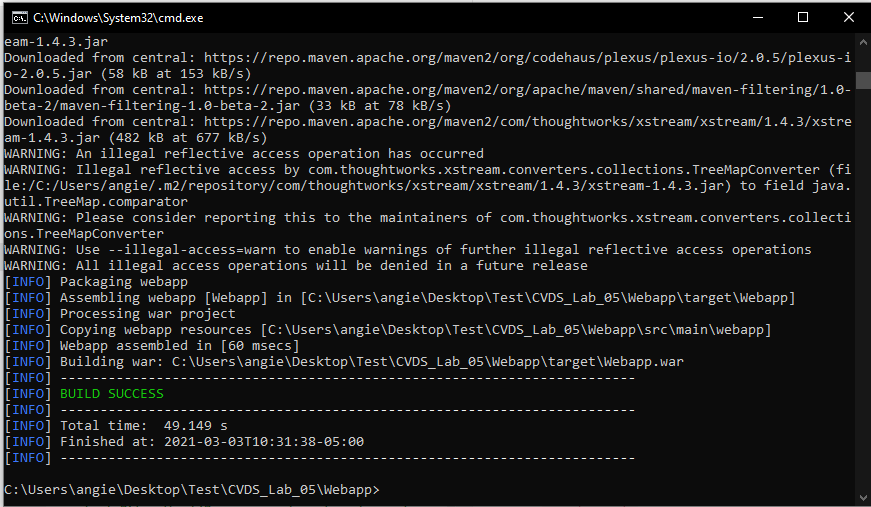 C:\Windows\System32\cmd.exe
eam-1.4.3.jar
Downloaded from central: https://repo.maven.apache.org/maven2/org/codehaus/plexus/plexus-io/2.0.5/plexus-i
o-2.0.5.jar (58 kB at 153 kB/s)
Downloaded from central: https://repo.maven.apache.org/maven2/org/apache/maven/shared/maven-filtering/1.0-
beta-2/maven-filtering-1.0-beta-2.jar (33 kB at 78 kB/s)
Downloaded from central: https://repo.maven.apache.org/maven2/com/thoughtworks/xstream/xstream/1.4.3/xstre
am-1.4.3.jar (482 kB at 677 kB/s)
WARNING: An illegal reflective access operation has occurred
WARNING: Illegal reflective access by com.thoughtworks.xstream.converters.collections.TreeMapConverter (fi
le:/C:/Users/angie/.m2/repository/com/thoughtworks/xstream/xstream/1.4.3/xstream-1.4.3.jar) to field java.
util.TreeMap.comparator
WARNING: Please consider reporting this to the maintainers of com.thoughtworks.xstream.converters.collecti
ons.TreeMapConverter
WARNING: Use --illegal-access=warn to enable warnings of further illegal reflective access operations
WARNING: All illegal access operations will be denied in a future release
[INFO] Packaging webapp
[INFO] Assembling webapp [Webapp] in [C:\Users\angie\Desktop\Test\CVDS_Lab_05\Webapp\target\Webapp]
[INFO] Processing war project
[INFO] Copying webapp resources [C:\Users\angie\Desktop\Test\CVDS_Lab_05\Webapp\src\main\webapp]
[INFO] Webapp assembled in [60 msecs]
[INFO] Building war: C:\Users\angie\Desktop\Test\CVDS_Lab_05\Webapp\target\Webapp.war
[INFO] ------------------------------------------------------------------------
[INFO] BUILD SUCCESS
[INFO] ------------------------------------------------------------------------
[INFO] Total time:  49.149 s
[INFO] Finished at: 2021-03-03T10:31:38-05:00
[INFO] ------------------------------------------------------------------------
C:\Users\angie\Desktop\Test\CVDS_Lab_05\Webapp>